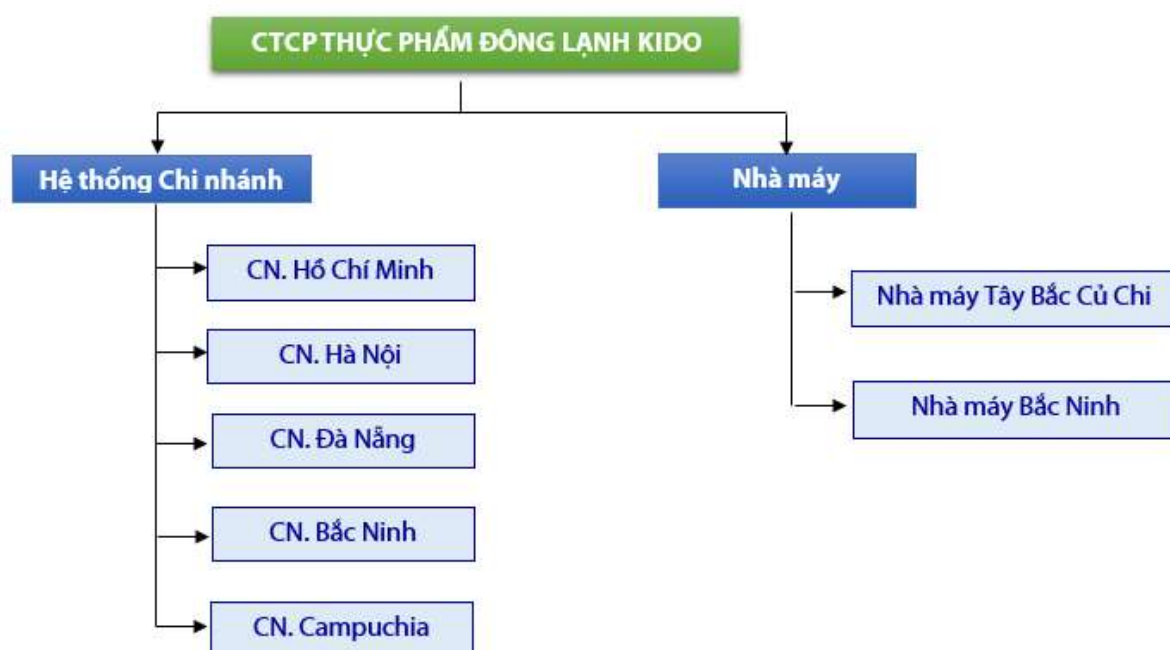 CTCP THỰC PHẨM ĐÔNG LẠNH KIDO
Hệ thống Chi nhánh
Nhà máy
CN. Hồ Chí Minh
CN. Hà Nội
CN. Đà Nẵng
CN. Bắc Ninh
CN. Campuchia
Nhà máy Tây Bắc Củ Chi
Nhà máy Bắc Ninh